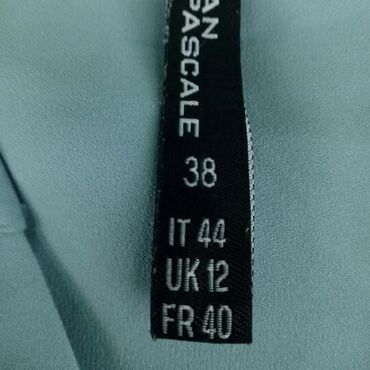 AN
PASCALE
38
IT 44
UK 12
FR 40